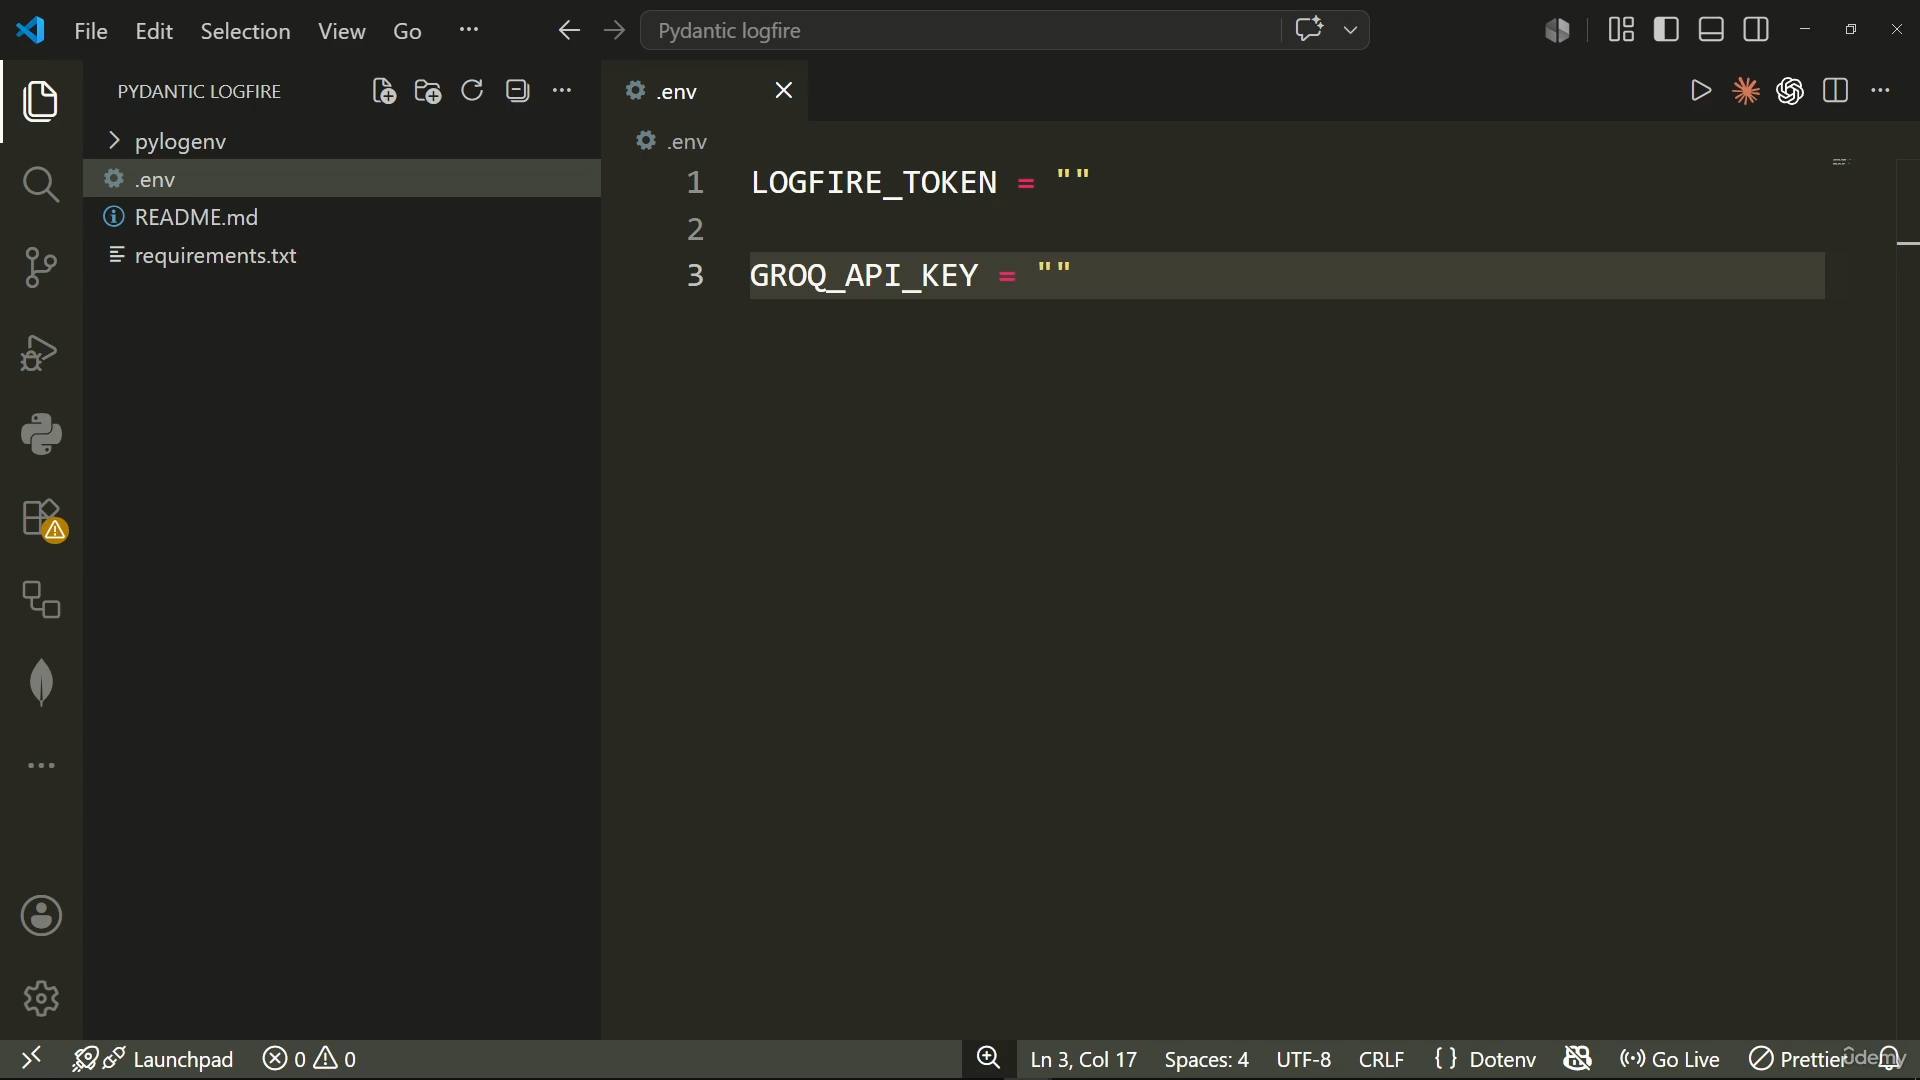 File Edit Selection View Go
Pydantic logfire
PYDANTIC LOGFIRE
pylogenv
.env
README.md
requirements.txt
.env
.env
1 LOGFIRE_TOKEN = ""
2
3 GROQ_API_KEY = ""
Launchpad 0 0
Ln 3, Col 17 Spaces: 4 UTF-8 CRLF { } Dotenv Go Live Prettier
ûdemy